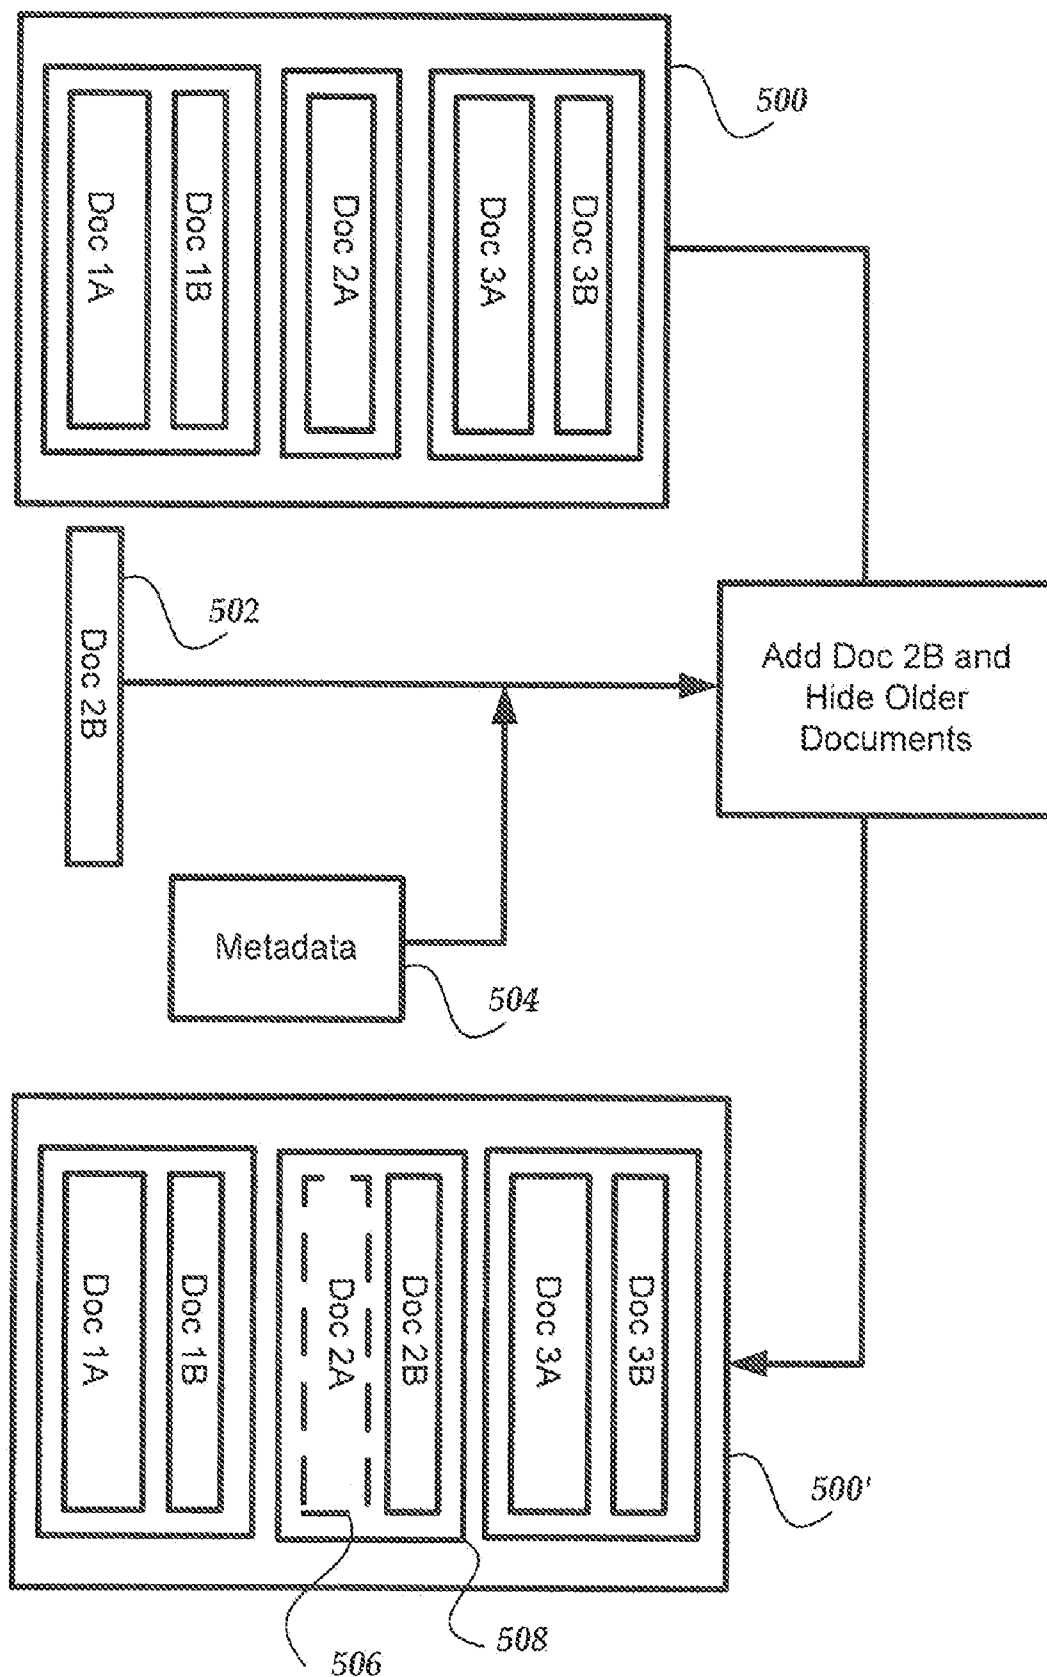 500
Doc 1A
Doc 1B
Doc 2A
Doc 3A
Doc 3B
502
Doc 2B
Add Doc 2B and
Hide Older
Documents
Metadata
504
Doc 1A
Doc 1B
Doc 2A
Doc 2B
Doc 3A
Doc 3B
500'
508
506